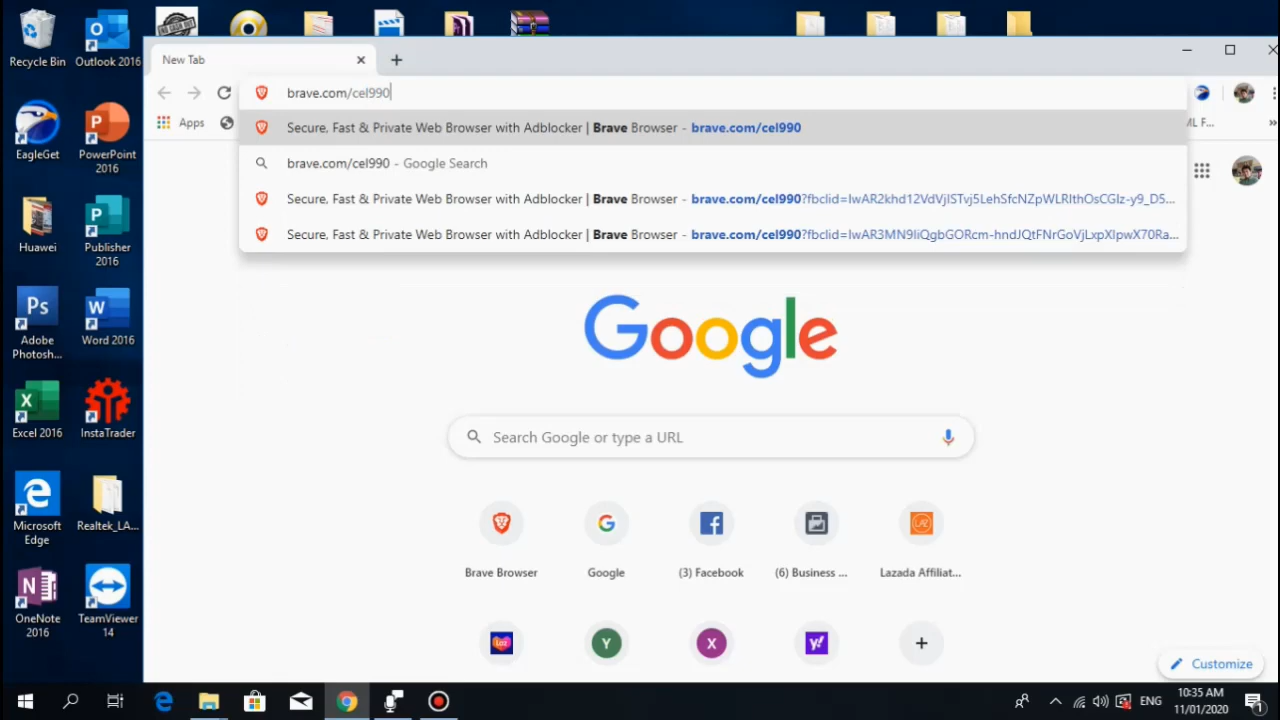 Recycle Bin
Outlook 2016
EagleGet
PowerPoint
2016
Huawei
Publisher
2016
Ps
Adobe
Photosh...
Word 2016
Excel 2016
InstaTrader
Microsoft
Edge
Realtek_LA...
OneNote
2016
TeamViewer
14
New Tab
brave.com/cel990
Apps
Secure, Fast & Private Web Browser with Adblocker | Brave Browser - brave.com/cel990
brave.com/cel990 - Google Search
Secure, Fast & Private Web Browser with Adblocker | Brave Browser - brave.com/cel990?fbclid=IwAR2khd12VdVjISTvj5LehSfcNZpWLRIthOsCGIz-y9_D5...
Secure, Fast & Private Web Browser with Adblocker | Brave Browser - brave.com/cel990?fbclid=IwAR3MN9IiQgbGORcm-hndJQtFNrGoVjLxpXIpwX70Ra...
Google
Search Google or type a URL
Brave Browser
Google
(3) Facebook
(6) Business ...
Lazada Affiliat...
Y
X
Customize
ENG
10:35 AM
11/01/2020